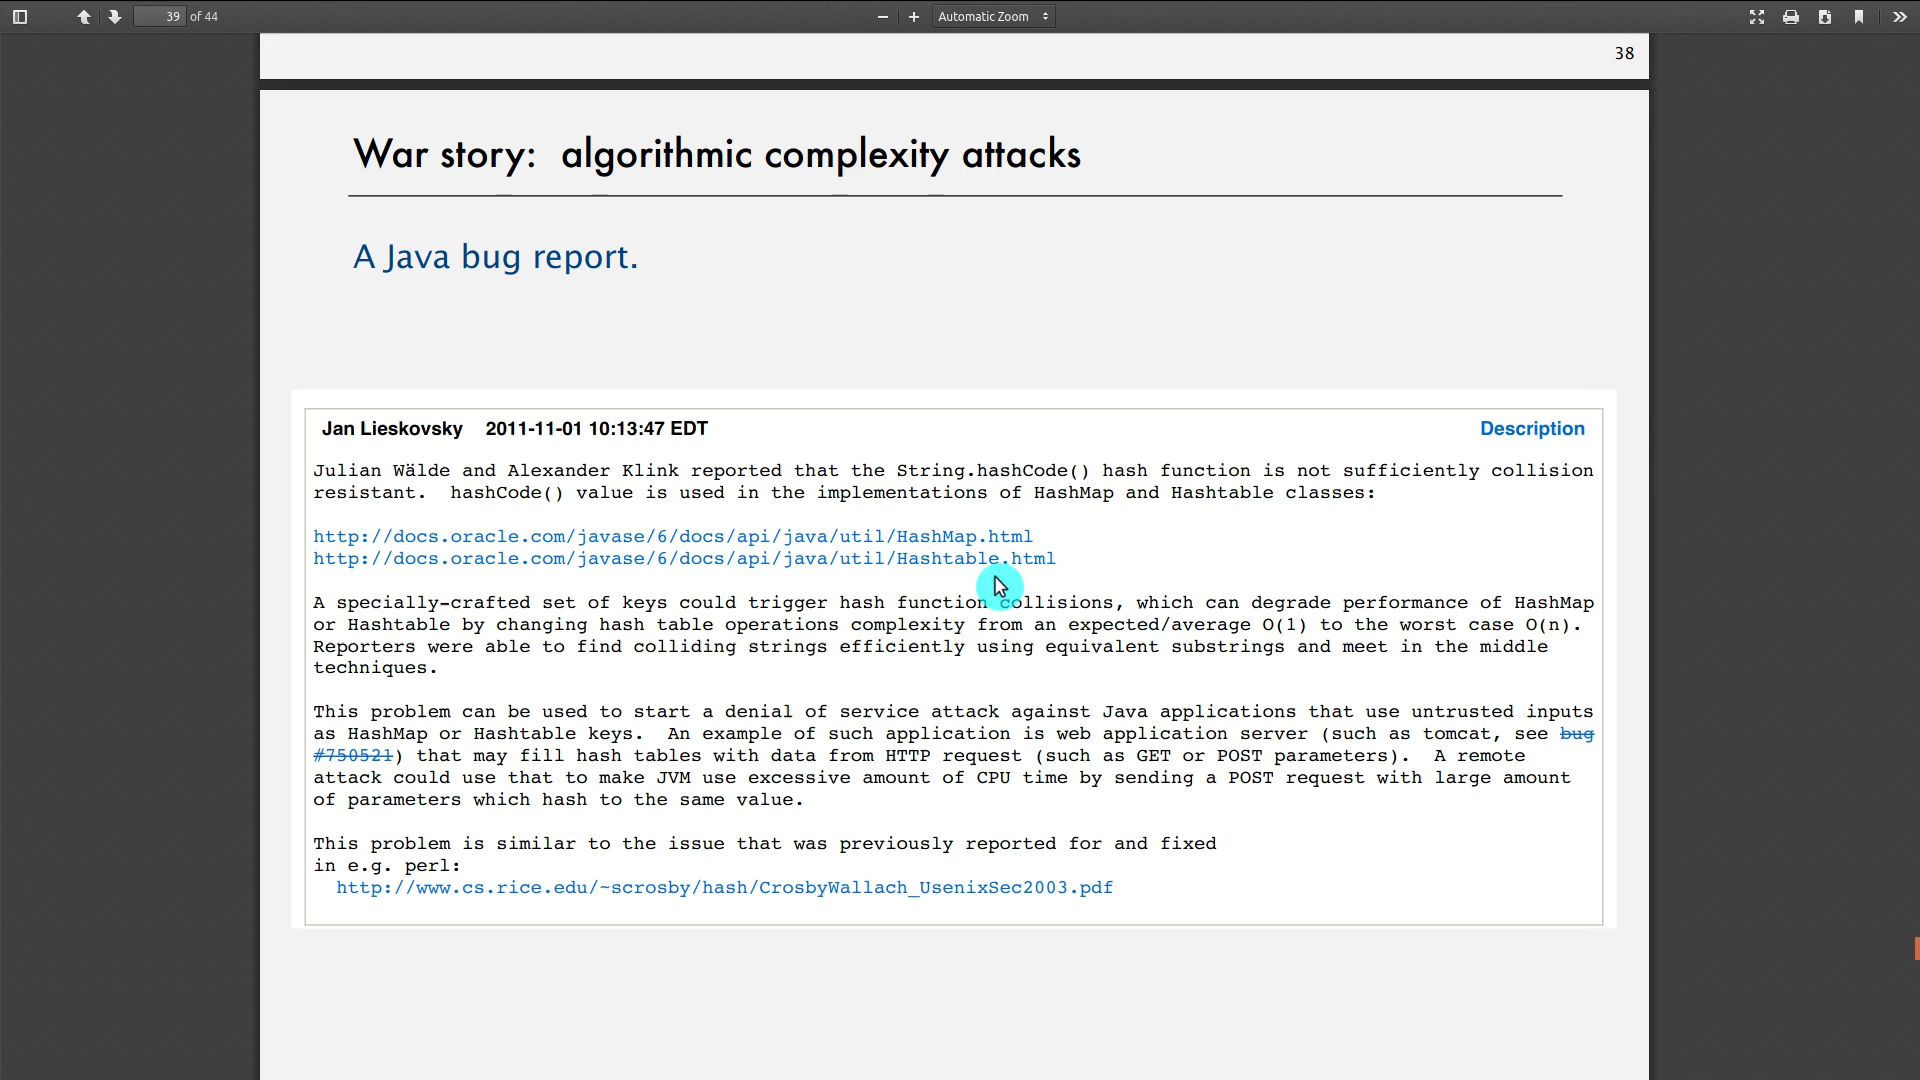 39 of 44
Automatic Zoom
38
War story: algorithmic complexity attacks
A Java bug report.
Jan Lieskovsky 2011-11-01 10:13:47 EDT
Description
Julian Wälde and Alexander Klink reported that the String.hashCode() hash function is not sufficiently collision
resistant. hashCode() value is used in the implementations of HashMap and Hashtable classes:
http://docs.oracle.com/javase/6/docs/api/java/util/HashMap.html
http://docs.oracle.com/javase/6/docs/api/java/util/Hashtable.html
A specially-crafted set of keys could trigger hash function collisions, which can degrade performance of HashMap
or Hashtable by changing hash table operations complexity from an expected/average O(1) to the worst case O(n).
Reporters were able to find colliding strings efficiently using equivalent substrings and meet in the middle
techniques.
This problem can be used to start a denial of service attack against Java applications that use untrusted inputs
as HashMap or Hashtable keys. An example of such application is web application server (such as tomcat, see bug
#750521) that may fill hash tables with data from HTTP request (such as GET or POST parameters). A remote
attack could use that to make JVM use excessive amount of CPU time by sending a POST request with large amount
of parameters which hash to the same value.
This problem is similar to the issue that was previously reported for and fixed
in e.g. perl:
http://www.cs.rice.edu/~scrosby/hash/CrosbyWallach_UsenixSec2003.pdf